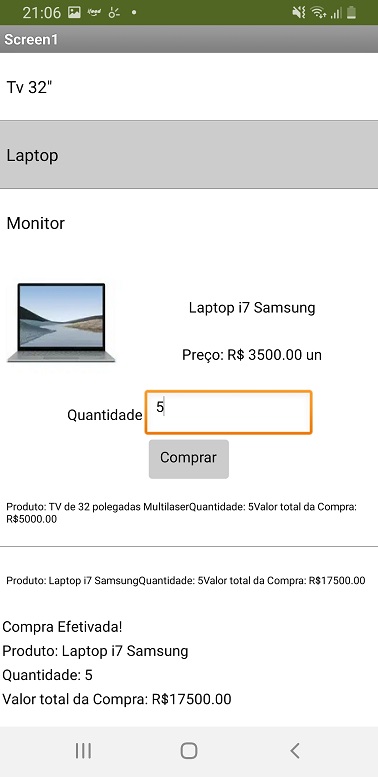 21:06
Screen1
Tv 32"
Laptop
Monitor
Laptop i7 Samsung
Preço: R$ 3500.00 un
Quantidade 5
Comprar
Produto: TV de 32 polegadas MultilaserQuantidade: 5Valor total da Compra:
R$5000.00
Produto: Laptop i7 SamsungQuantidade: 5Valor total da Compra: R$17500.00
Compra Efetivada!
Produto: Laptop i7 Samsung
Quantidade: 5
Valor total da Compra: R$17500.00